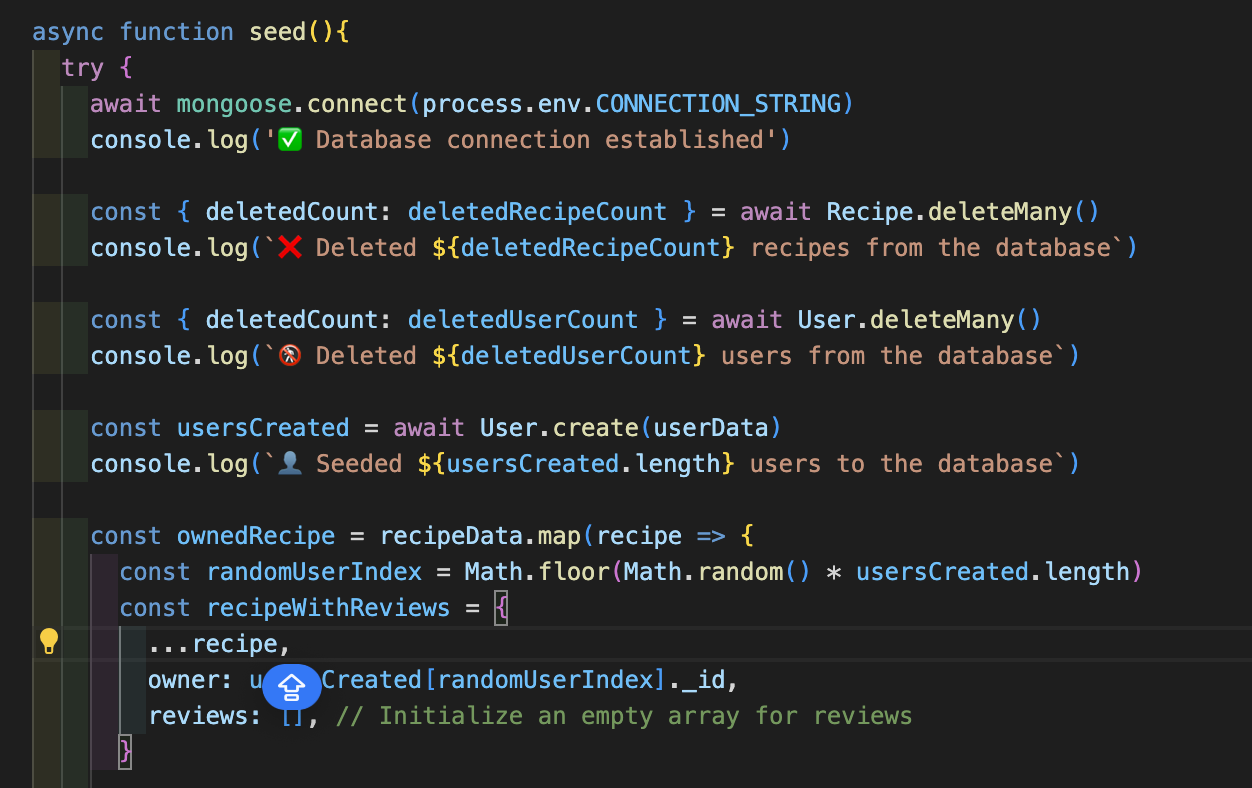 async function seed(){
try {
await mongoose.connect(process.env.CONNECTION_STRING)
console.log('✅ Database connection established')
const { deletedCount: deletedRecipeCount } = await Recipe.deleteMany()
console.log(`❌ Deleted ${deletedRecipeCount} recipes from the database`)
const { deletedCount: deletedUserCount } = await User.deleteMany()
console.log(`🚷 Deleted ${deletedUserCount} users from the database`)
const usersCreated = await User.create(userData)
console.log(`👤 Seeded ${usersCreated.length} users to the database`)
const ownedRecipe = recipeData.map(recipe => {
const randomUserIndex = Math.floor(Math.random() * usersCreated.length)
const recipeWithReviews = {
...recipe,
owner: usersCreated[randomUserIndex]._id,
reviews: [], // Initialize an empty array for reviews
}